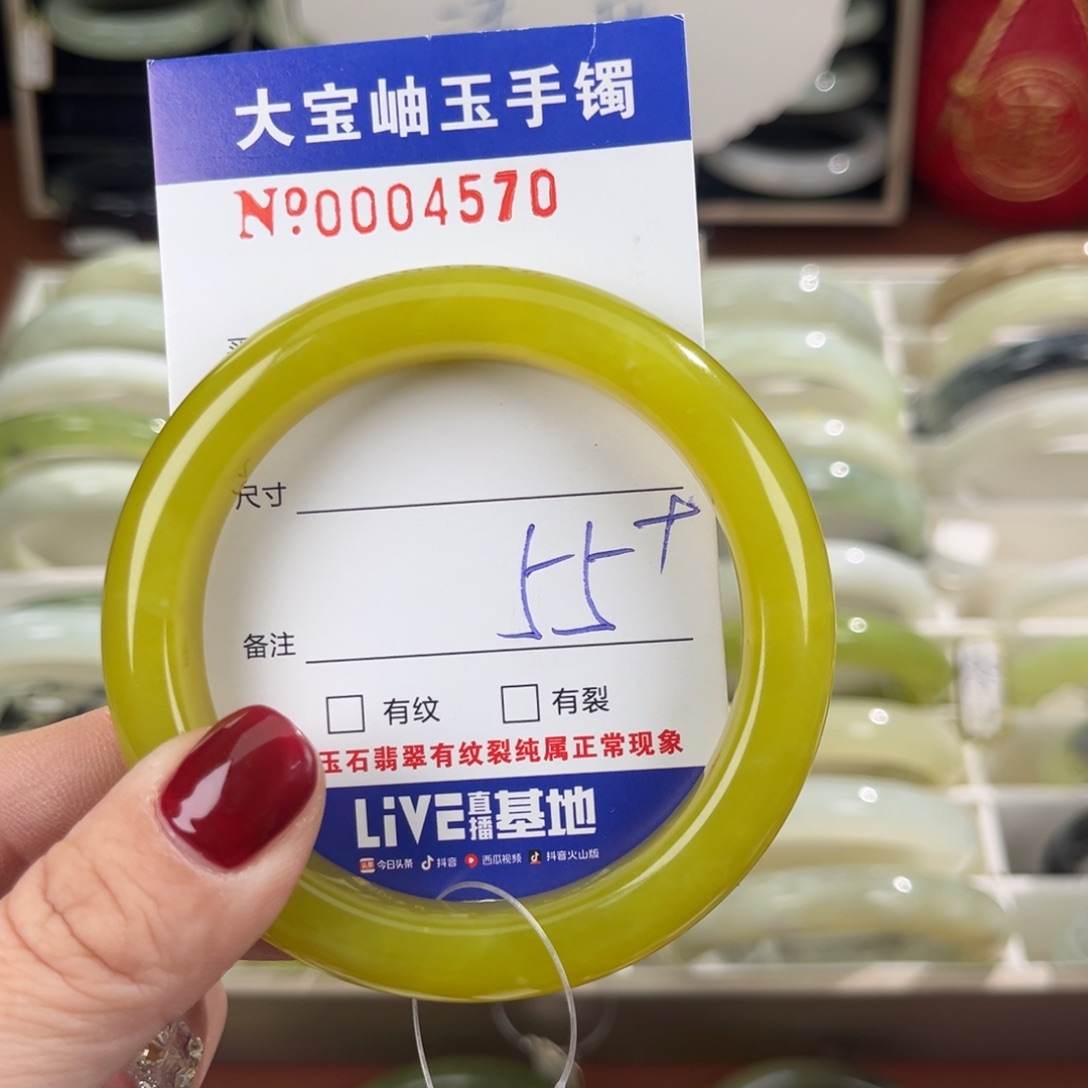 大宝岫玉手镯
Nº:0004570
尺寸
55+
备注
有纹 有裂
玉石翡翠有纹裂纯属正常现象
LiVE直播基地
今日头条 抖音 西瓜视频 抖音火山版